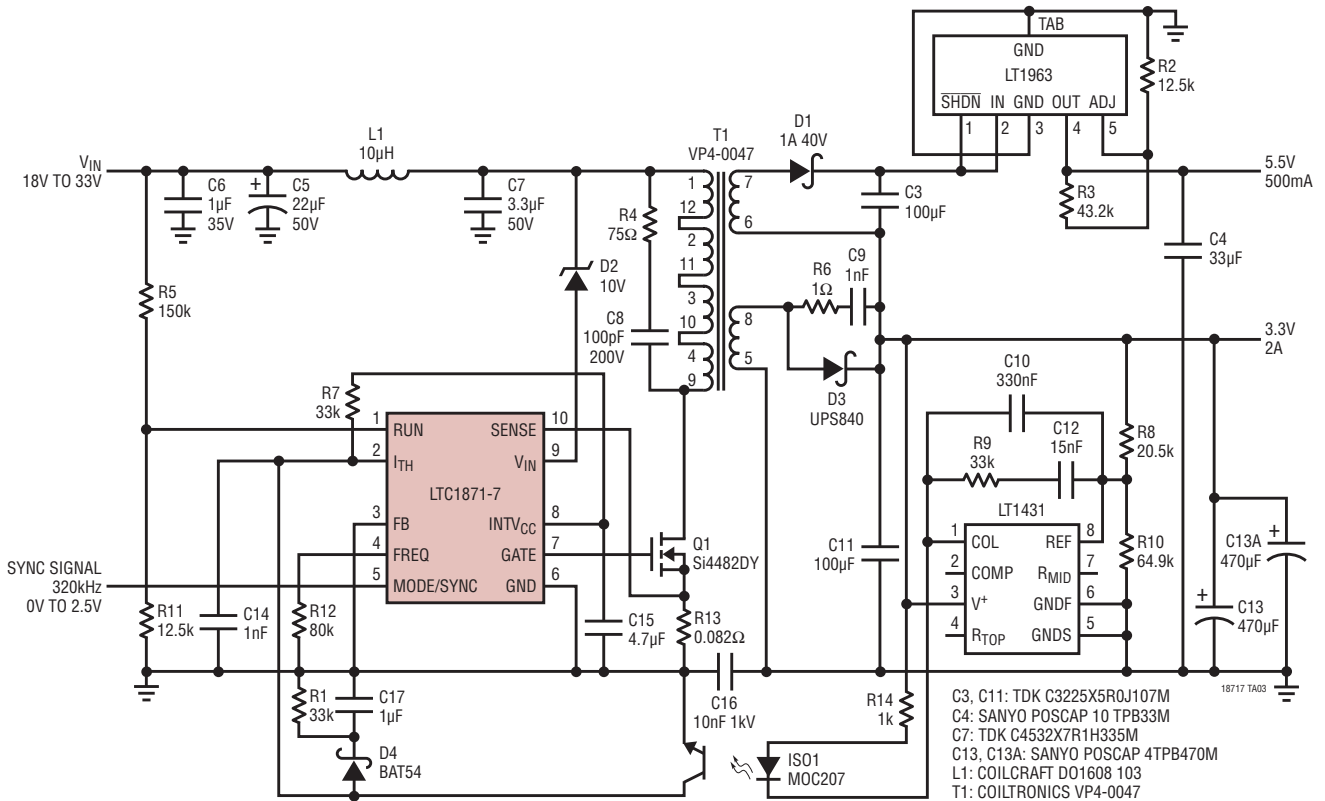 TAB
GND
LT1963
SHDN IN GND OUT ADJ
1 2 3 4 5
R2
12.5k
VIN
18V TO 33V
L1
10µH
T1
VP4-0047
D1
1A 40V
5.5V
500mA
C6
1µF
35V
+
C5
22µF
50V
C7
3.3µF
50V
R4
75Ω
1
12
2
11
3
10
4
9
7
6
8
5
C3
100µF
R3
43.2k
C4
33µF
R5
150k
D2
10V
C8
100pF
200V
R6
1Ω
C9
1nF
D3
UPS840
3.3V
2A
R7
33k
1 RUN
2 ITH
3 FB
4 FREQ
5 MODE/SYNC
LTC1871-7
SENSE 10
VIN 9
INTVCC 8
GATE 7
GND 6
C10
330nF
R9
33k
C12
15nF
R8
20.5k
LT1431
1 COL
2 COMP
3 V+
4 RTOP
REF 8
RMID 7
GNDF 6
GNDS 5
R10
64.9k
+
C13A
470µF
+
C13
470µF
Q1
Si4482DY
C11
100µF
SYNC SIGNAL
320kHz
0V TO 2.5V
R11
12.5k
C14
1nF
R12
80k
C15
4.7µF
R13
0.082Ω
R1
33k
C17
1µF
C16
10nF 1kV
R14
1k
D4
BAT54
ISO1
MOC207
18717 TA03
C3, C11: TDK C3225X5R0J107M
C4: SANYO POSCAP 10 TPB33M
C7: TDK C4532X7R1H335M
C13, C13A: SANYO POSCAP 4TPB470M
L1: COILCRAFT DO1608 103
T1: COILTRONICS VP4-0047